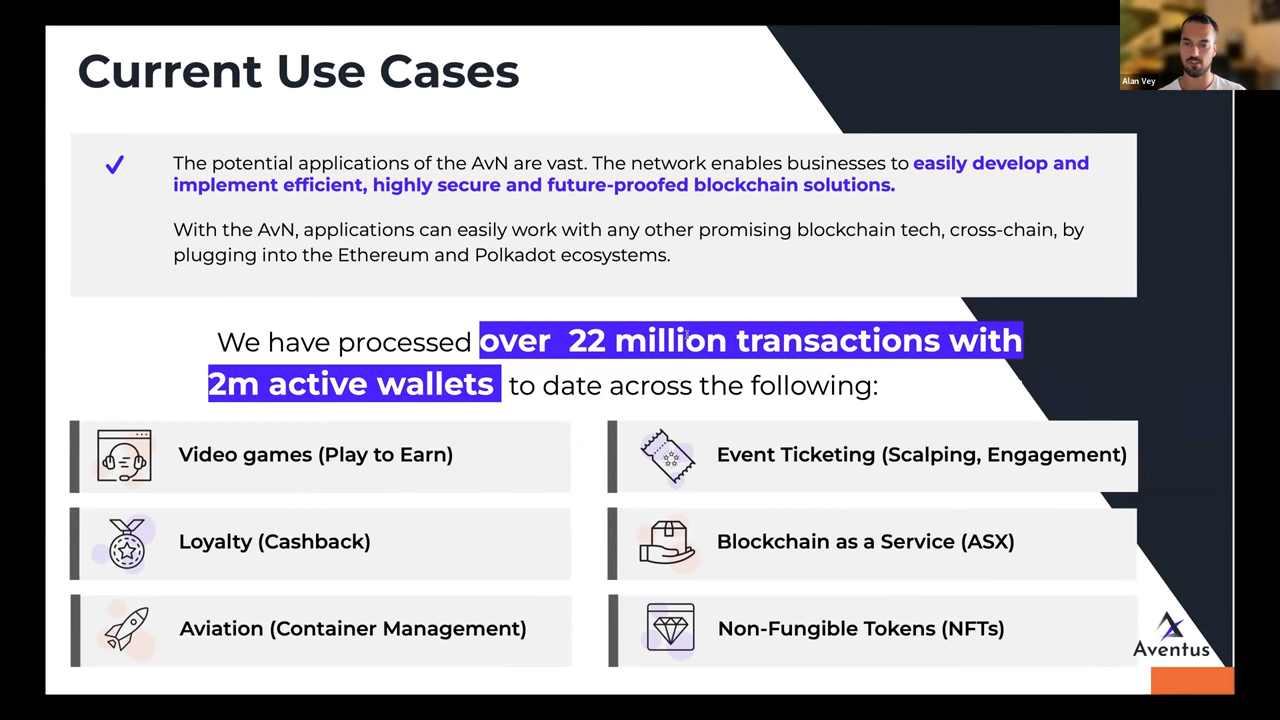 Current Use Cases
Alan Vey
The potential applications of the AvN are vast. The network enables businesses to easily develop and
implement efficient, highly secure and future-proofed blockchain solutions.
With the AvN, applications can easily work with any other promising blockchain tech, cross-chain, by
plugging into the Ethereum and Polkadot ecosystems.
We have processed over 22 million transactions with
2m active wallets to date across the following:
Video games (Play to Earn)
Event Ticketing (Scalping, Engagement)
Loyalty (Cashback)
Blockchain as a Service (ASX)
Aviation (Container Management)
Non-Fungible Tokens (NFTs)
Aventus